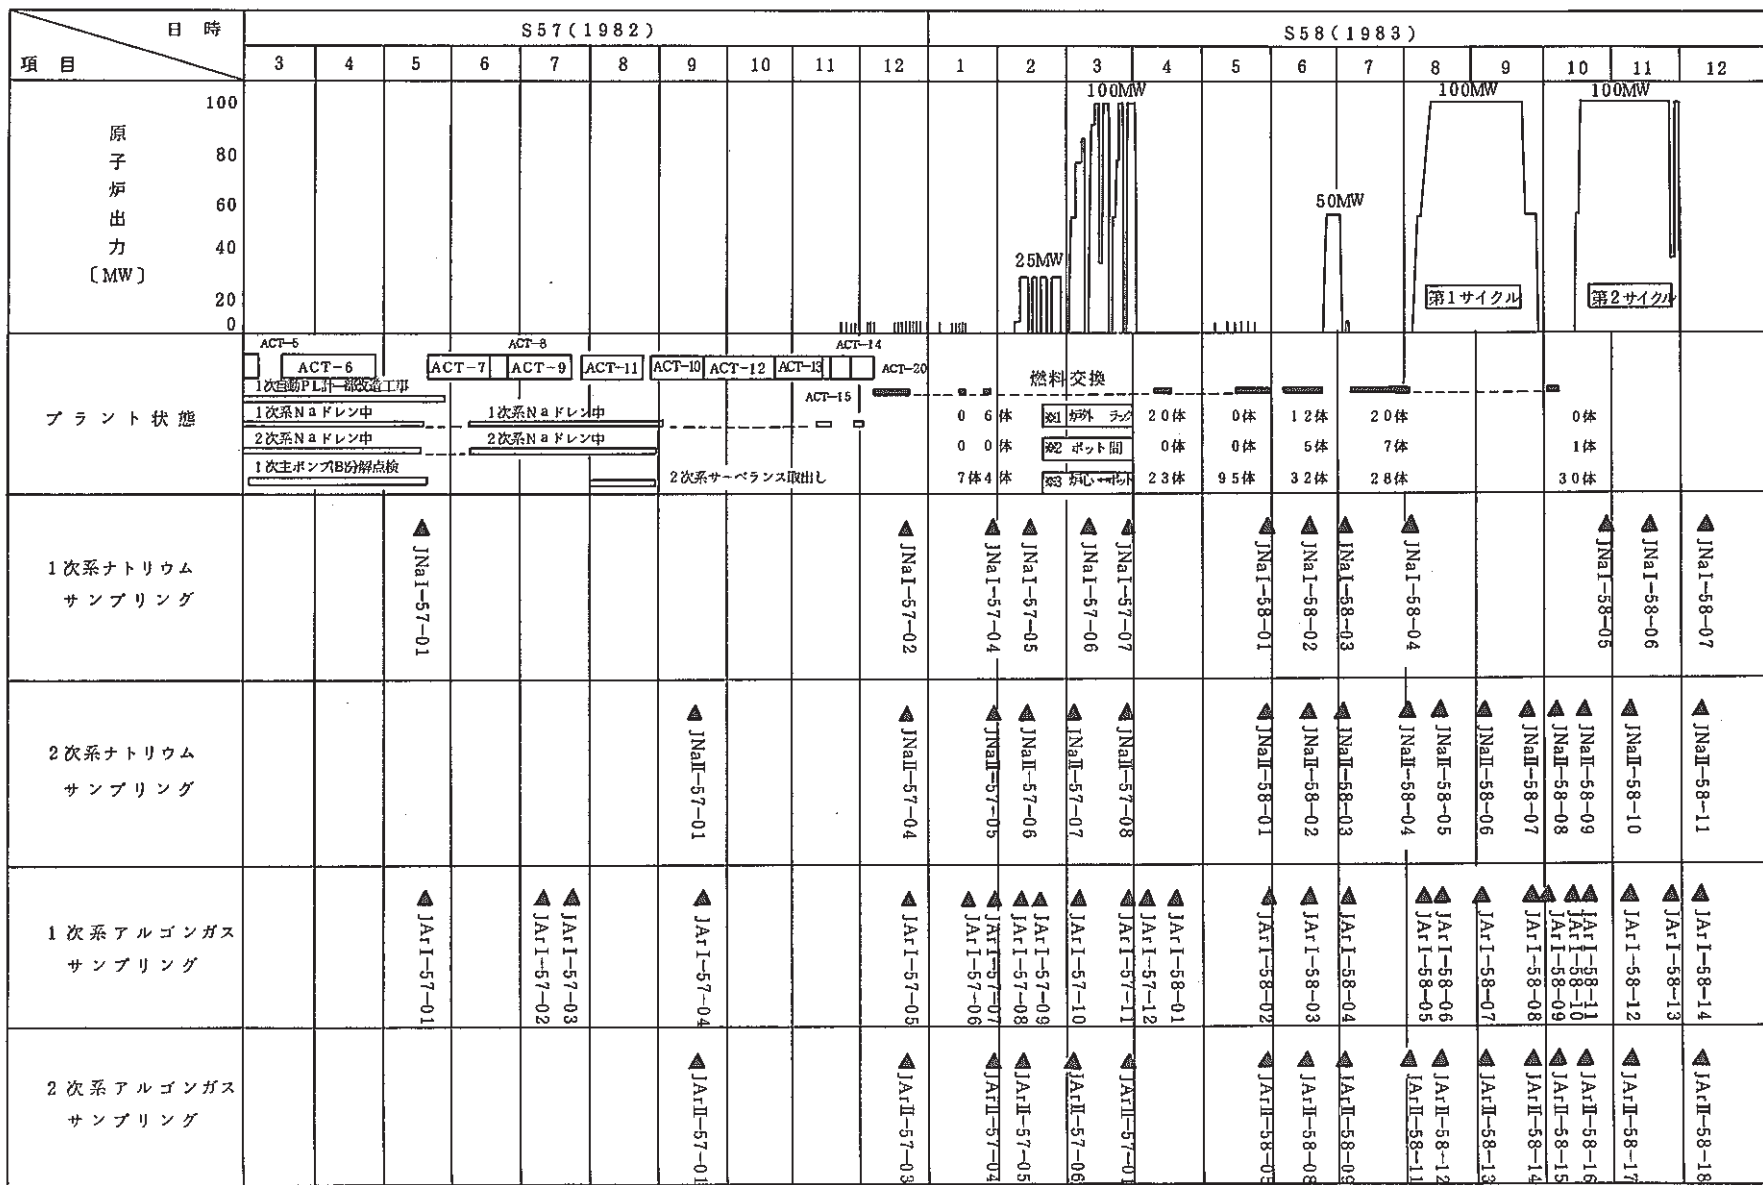 日 時
項 目
S57(1982)
S58(1983)
3 4 5 6 7 8 9 10 11 12 1 2 3 4 5 6 7 8 9 10 11 12
原子炉出力
〔MW〕
100
80
60
40
20
0
25MW
100MW
50MW
100MW
100MW
第1サイクル
第2サイクル
プラント状態
ACT-5
ACT-8
ACT-14
ACT-6
ACT-7
ACT-9
ACT-11
ACT-10
ACT-12
ACT-13
ACT-20
ACT-15
1次自動PL計一部改造工事
1次系Naドレン中
1次系Naドレン中
2次系Naドレン中
2次系Naドレン中
1次主ポンプ(B)分解点検
2次系サーベランス取出し
燃料交換
0 6体 ※1 炉外 ラック 20体 0体 12体 20体 0体
0 0体 ※2 ポット間 0体 0体 5体 7体 1体
7体4体 ※3 炉心→ポット 23体 95体 32体 28体 30体
1次系ナトリウム
サンプリング
JNaI-57-01
JNaI-57-02
JNaI-57-04
JNaI-57-05
JNaI-57-06
JNaI-57-07
JNaI-58-01
JNaI-58-02
JNaI-58-03
JNaI-58-04
JNaI-58-05
JNaI-58-06
JNaI-58-07
2次系ナトリウム
サンプリング
JNaⅡ-57-01
JNaⅡ-57-04
JNaⅡ-57-05
JNaⅡ-57-06
JNaⅡ-57-07
JNaⅡ-57-08
JNaⅡ-58-01
JNaⅡ-58-02
JNaⅡ-58-03
JNaⅡ-58-04
JNaⅡ-58-05
JNaⅡ-58-06
JNaⅡ-58-07
JNaⅡ-58-08
JNaⅡ-58-09
JNaⅡ-58-10
JNaⅡ-58-11
1次系アルゴンガス
サンプリング
JArI-57-01
JArI-57-02
JArI-57-03
JArI-57-04
JArI-57-05
JArI-57-06
JArI-57-07
JArI-57-08
JArI-57-09
JArI-57-10
JArI-57-11
JArI-57-12
JArI-58-01
JArI-58-02
JArI-58-03
JArI-58-04
JArI-58-05
JArI-58-06
JArI-58-07
JArI-58-08
JArI-58-09
JArI-58-10
JArI-58-11
JArI-58-12
JArI-58-13
JArI-58-14
2次系アルゴンガス
サンプリング
JArⅡ-57-01
JArⅡ-57-03
JArⅡ-57-04
JArⅡ-57-05
JArⅡ-57-06
JArⅡ-57-01
JArⅡ-58-08
JArⅡ-58-09
JArⅡ-58-11
JArⅡ-58-12
JArⅡ-58-13
JArⅡ-58-14
JArⅡ-58-15
JArⅡ-58-16
JArⅡ-58-17
JArⅡ-58-18